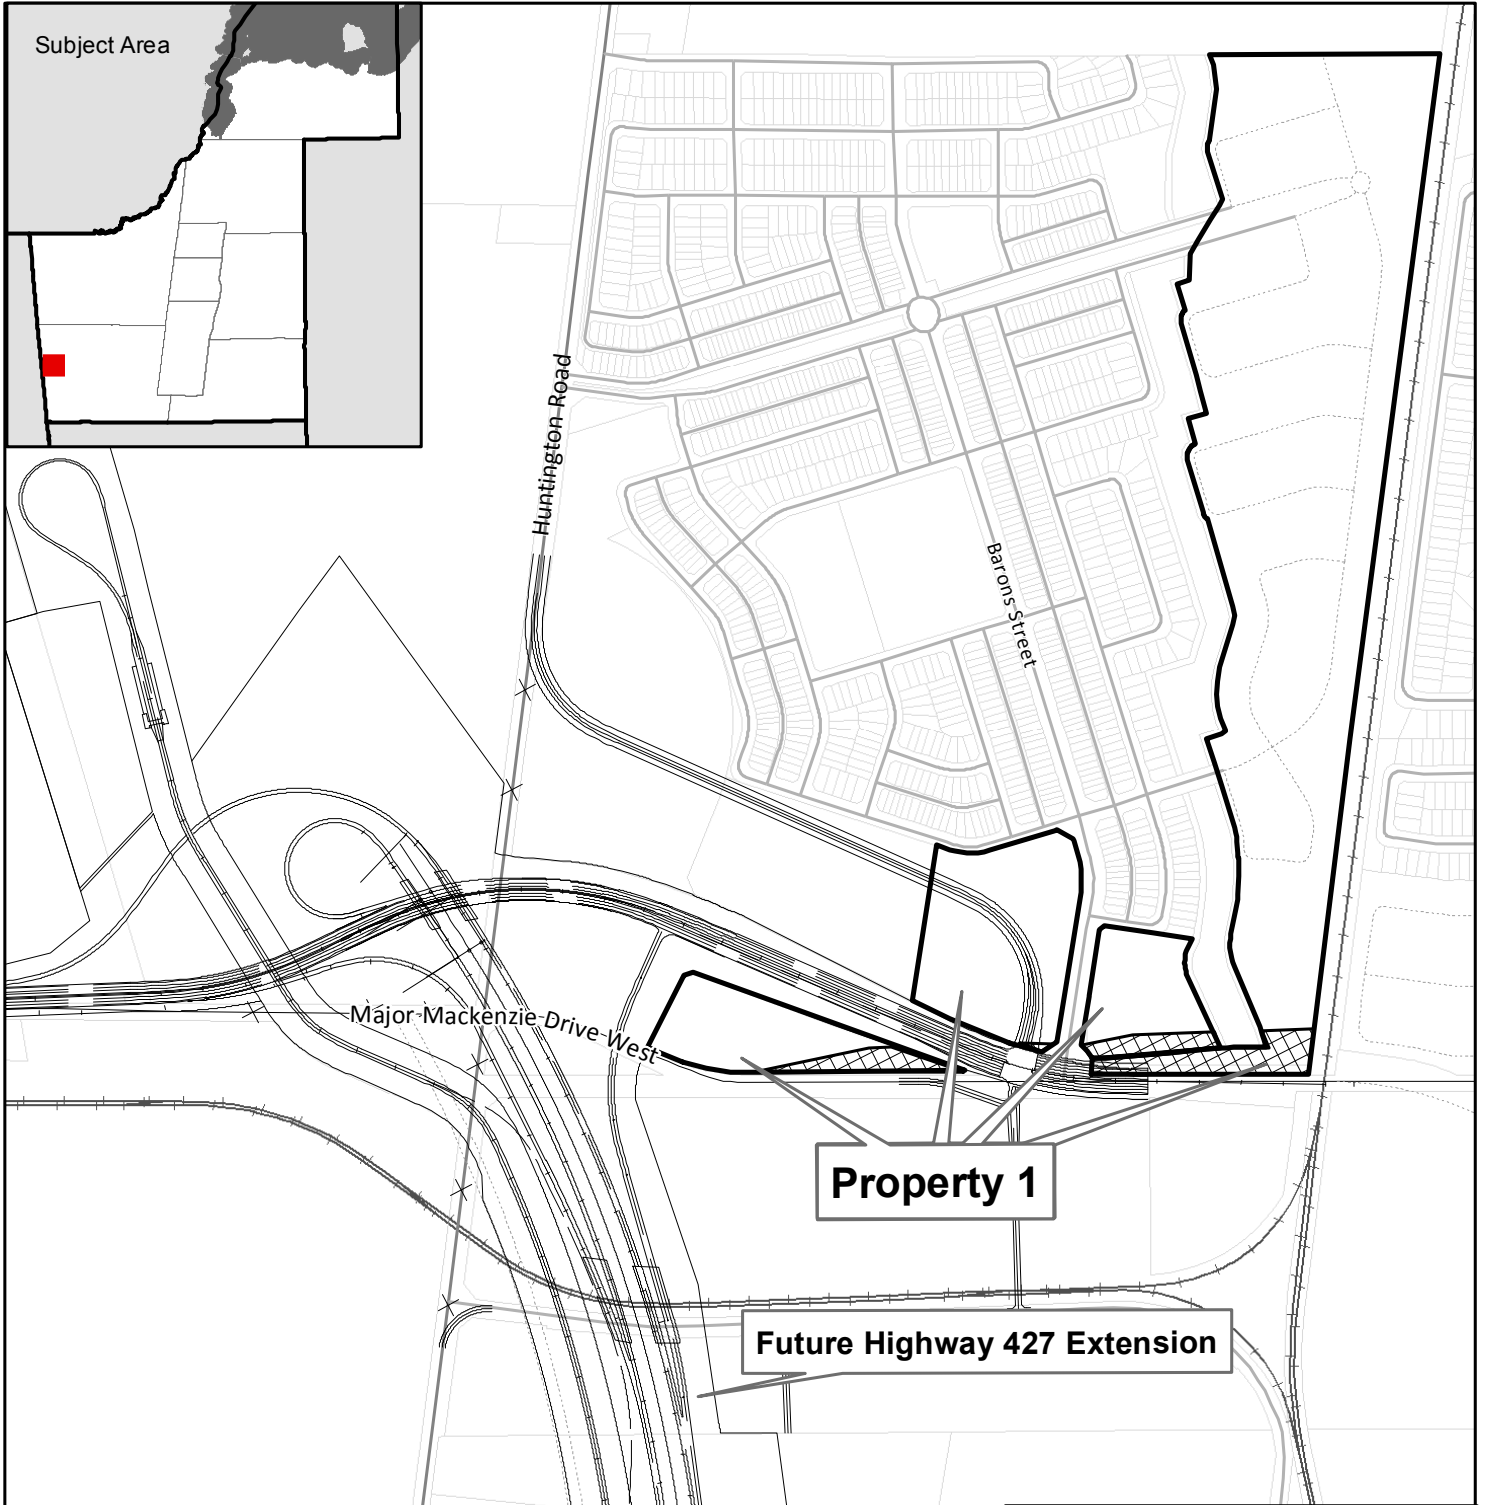 Subject Area
Huntington Road
Barons Street
Major Mackenzie Drive West
Property 1
Future Highway 427 Extension